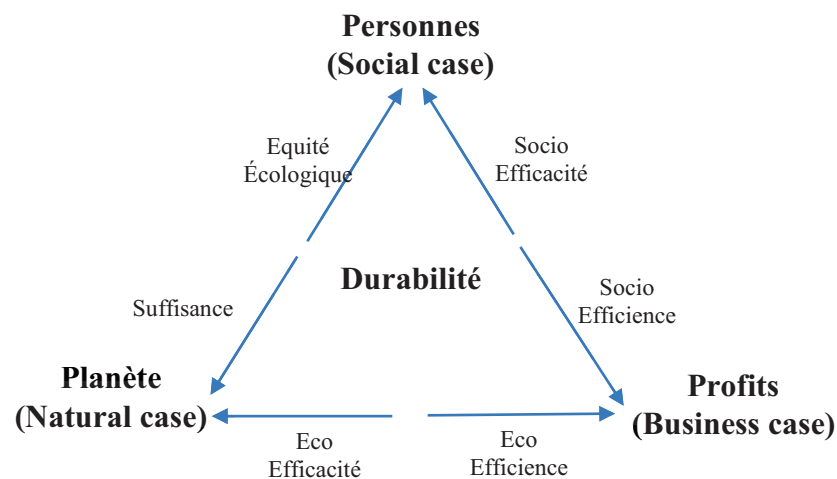 Personnes
(Social case)
Equité
Écologique
Socio
Efficacité
Durabilité
Suffisance
Socio
Efficience
Planète
(Natural case)
Profits
(Business case)
Eco
Efficacité
Eco
Efficience